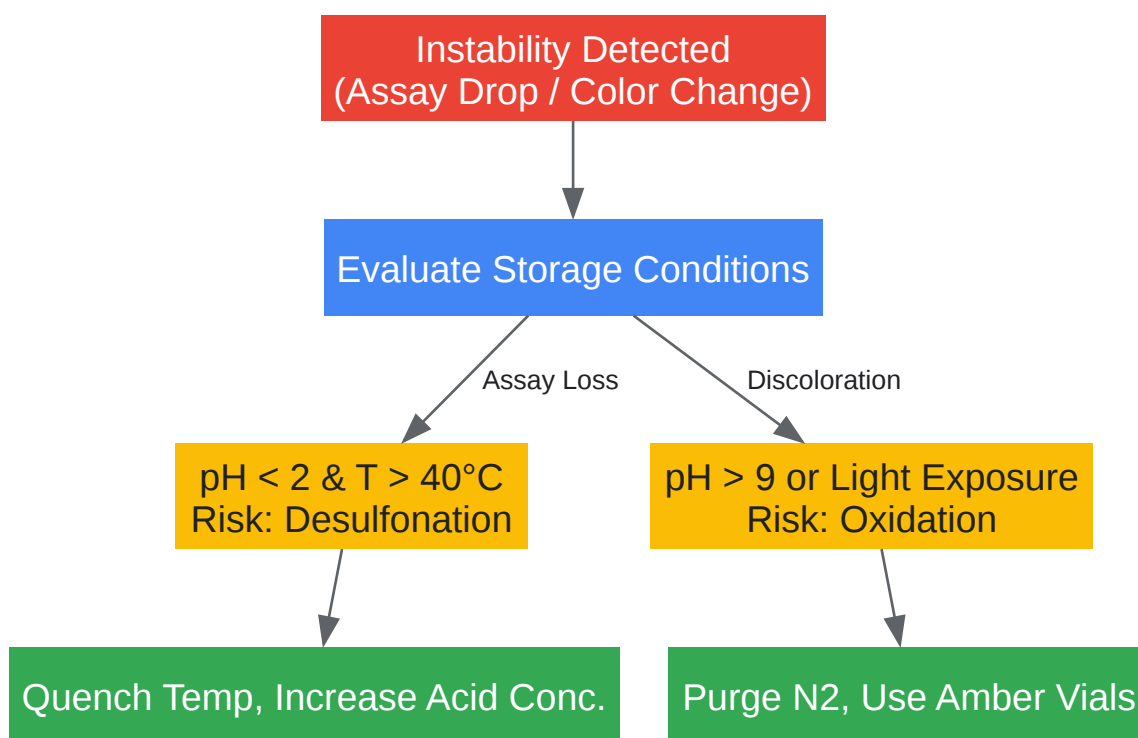 Instability Detected
(Assay Drop / Color Change)
Evaluate Storage Conditions
Assay Loss
Discoloration
pH < 2 & T > 40°C
Risk: Desulfonation
pH > 9 or Light Exposure
Risk: Oxidation
Quench Temp, Increase Acid Conc.
Purge N2, Use Amber Vials